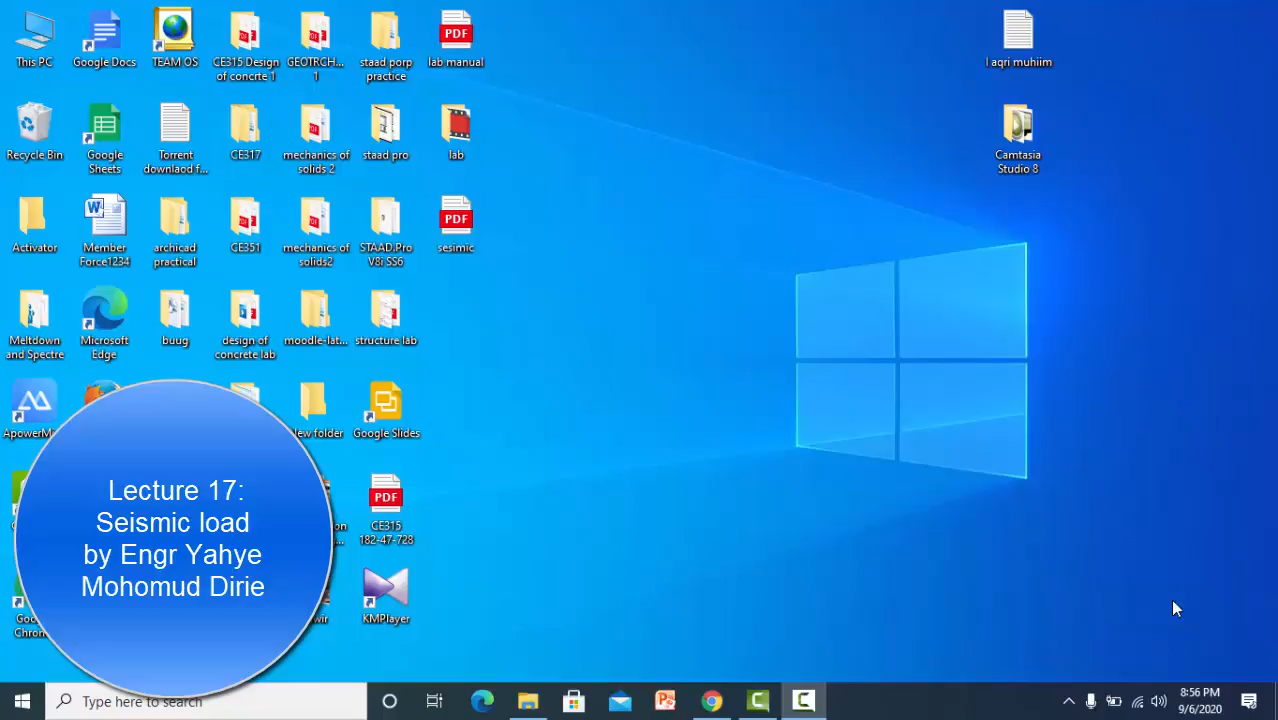 This PC
Google Docs
TEAM OS
CE315 Design
of concrte 1
GEOTRCH...
1
staad porp
practice
PDF
lab manual
I aqri muhiim
Recycle Bin
Google
Sheets
Torrent
downlaod f...
CE317
mechanics of
solids 2
staad pro
lab
Camtasia
Studio 8
Activator
Member
Force1234
archicad
practical
CE351
mechanics of
solids2
STAAD.Pro
V8i SS6
PDF
sesimic
Meltdown
and Spectre
Microsoft
Edge
buug
design of
concrete lab
moodle-lat...
structure lab
New folder
Google Slides
PDF
CE315
182-47-728
KMPlayer
Lecture 17:
Seismic load
by Engr Yahye
Mohomud Dirie
Type here to search
8:56 PM
9/6/2020